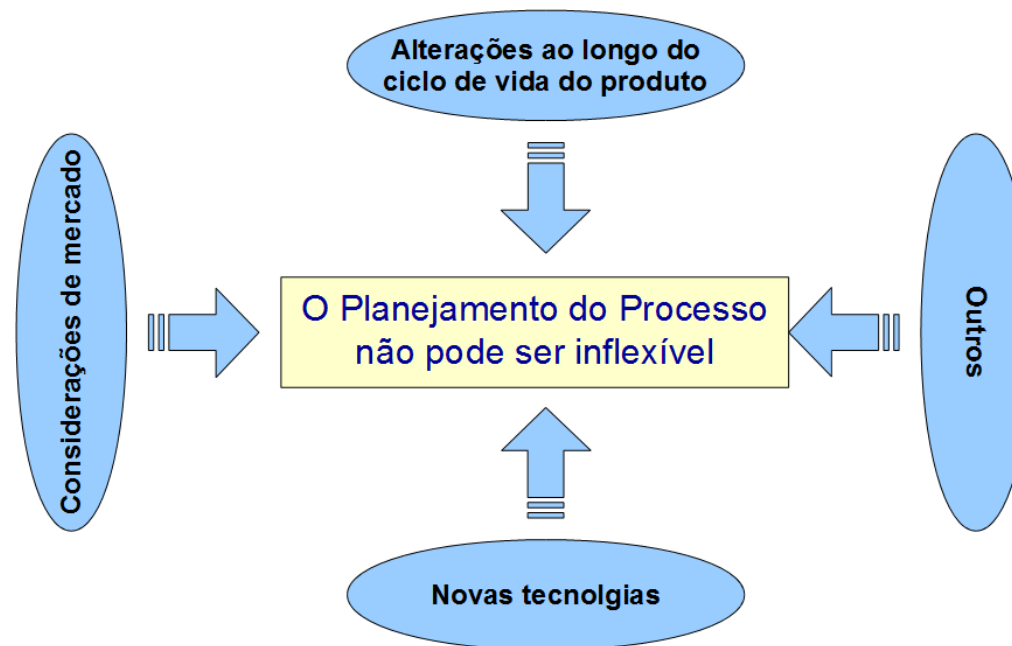 Alterações ao longo do
ciclo de vida do produto
Considerações de mercado
O Planejamento do Processo
não pode ser inflexível
Outros
Novas tecnolgias